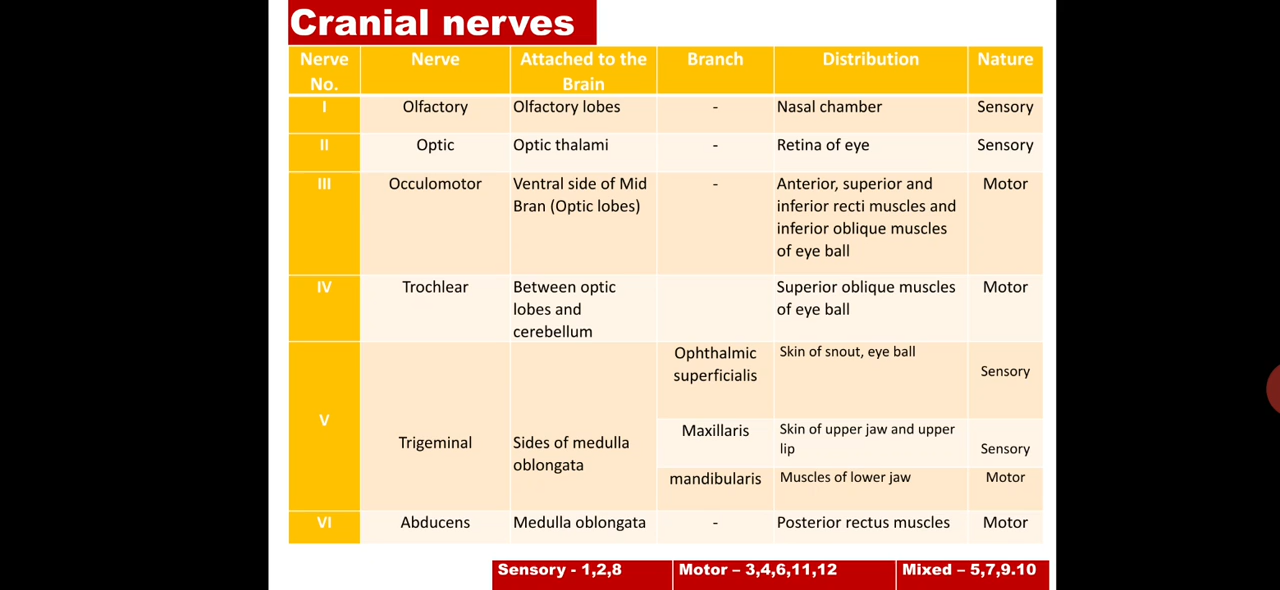 Cranial nerves
Nerve No. Nerve Attached to the Brain Branch Distribution Nature
I Olfactory Olfactory lobes - Nasal chamber Sensory
II Optic Optic thalami - Retina of eye Sensory
III Occulomotor Ventral side of Mid Bran (Optic lobes) - Anterior, superior and inferior recti muscles and inferior oblique muscles of eye ball Motor
IV Trochlear Between optic lobes and cerebellum Superior oblique muscles of eye ball Motor
V Trigeminal Sides of medulla oblongata Ophthalmic superficialis Skin of snout, eye ball Sensory
Maxillaris Skin of upper jaw and upper lip Sensory
mandibularis Muscles of lower jaw Motor
VI Abducens Medulla oblongata - Posterior rectus muscles Motor
Sensory - 1,2,8 Motor – 3,4,6,11,12 Mixed – 5,7,9.10